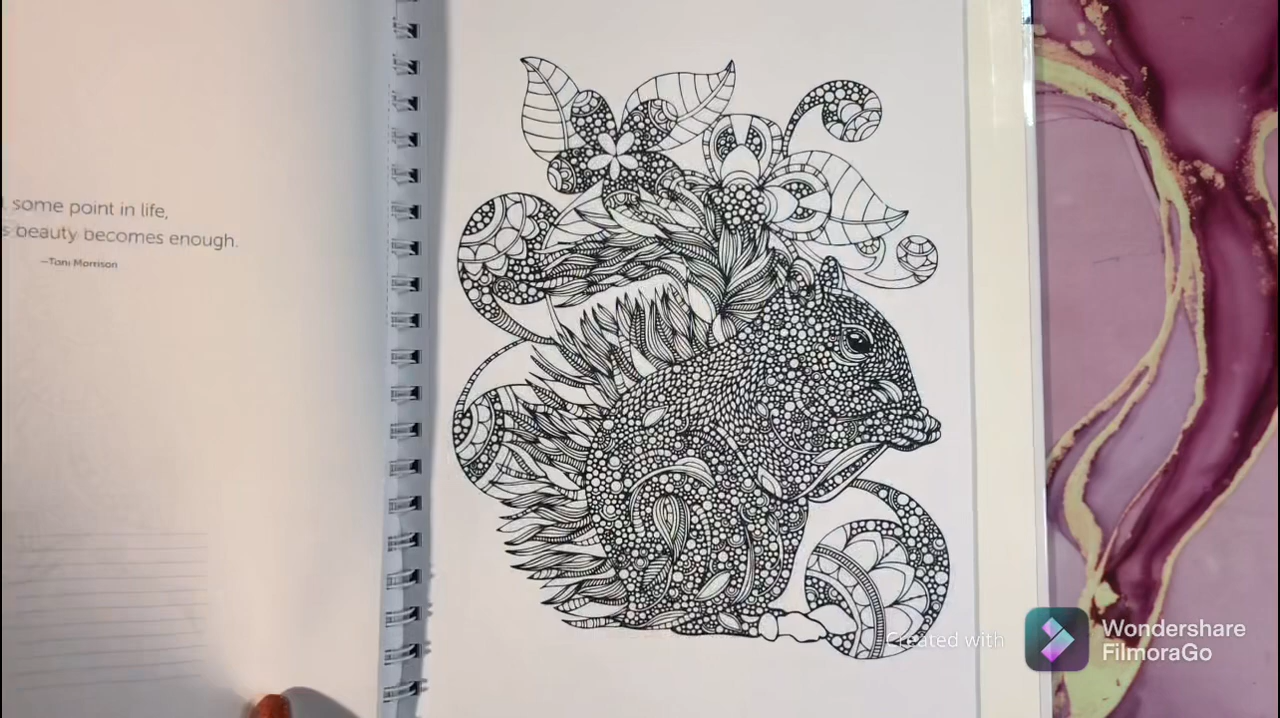 some point in life,
s beauty becomes enough.
—Toni Morrison
Created with
Wondershare
FilmoraGo